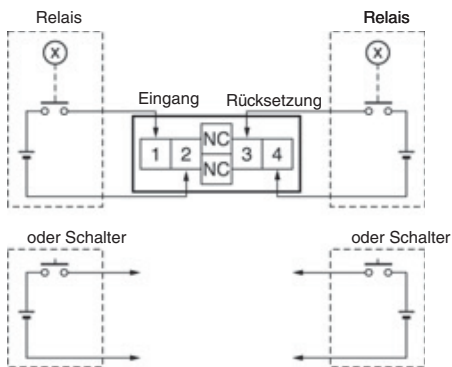 Relais
Relais
X
X
Eingang
Rücksetzung
1 2 NC 3 4
NC
oder Schalter
oder Schalter